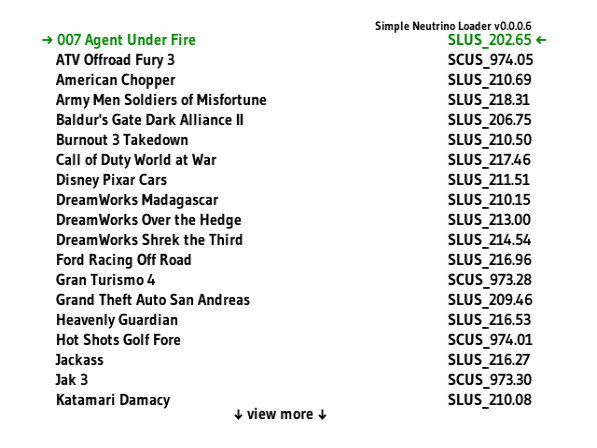 Simple Neutrino Loader v0.0.0.6
→ 007 Agent Under Fire SLUS_202.65 ←
ATV Offroad Fury 3 SCUS_974.05
American Chopper SLUS_210.69
Army Men Soldiers of Misfortune SLUS_218.31
Baldur's Gate Dark Alliance II SLUS_206.75
Burnout 3 Takedown SLUS_210.50
Call of Duty World at War SLUS_217.46
Disney Pixar Cars SLUS_211.51
DreamWorks Madagascar SLUS_210.15
DreamWorks Over the Hedge SLUS_213.00
DreamWorks Shrek the Third SLUS_214.54
Ford Racing Off Road SLUS_216.96
Gran Turismo 4 SCUS_973.28
Grand Theft Auto San Andreas SLUS_209.46
Heavenly Guardian SLUS_216.53
Hot Shots Golf Fore SCUS_974.01
Jackass SLUS_216.27
Jak 3 SCUS_973.30
Katamari Damacy SLUS_210.08
↓ view more ↓